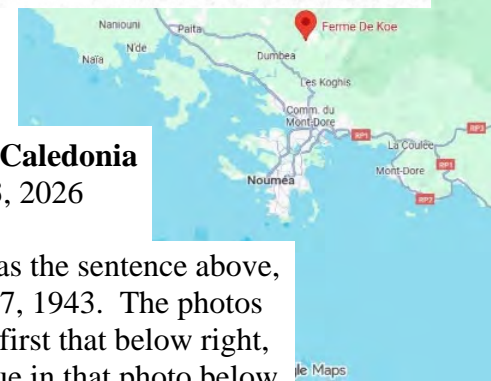 Ferme De Koe
Naniouni
Paita
N'de
Dumbea
Naïa
Les Koghis
Comm. du
Mont-Dore
RP1
RP3
La Coulée
RP1
Mont-Dore
Nouméa
RP2
Caledonia
, 2026
as the sentence above,
7, 1943. The photos
first that below right,
ue in that photo below
le Maps